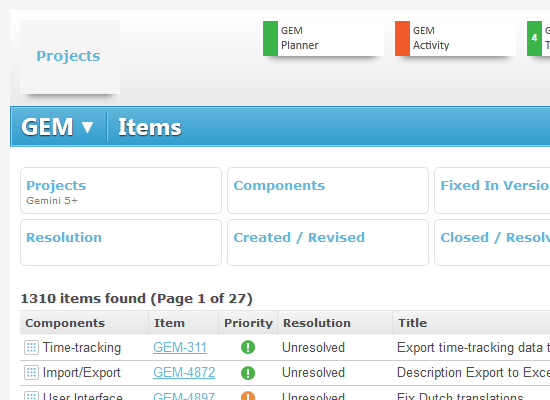 Projects
GEM
Planner
GEM
Activity
4
GEM ▼ Items
Projects
Gemini 5+
Components
Fixed In Versio
Resolution
Created / Revised
Closed / Resolv
1310 items found (Page 1 of 27)
Components Item Priority Resolution Title
Time-tracking GEM-311 Unresolved Export time-tracking data t
Import/Export GEM-4872 Unresolved Description Export to Exce
User Interface GEM-4897 Unresolved Fix Dutch translations